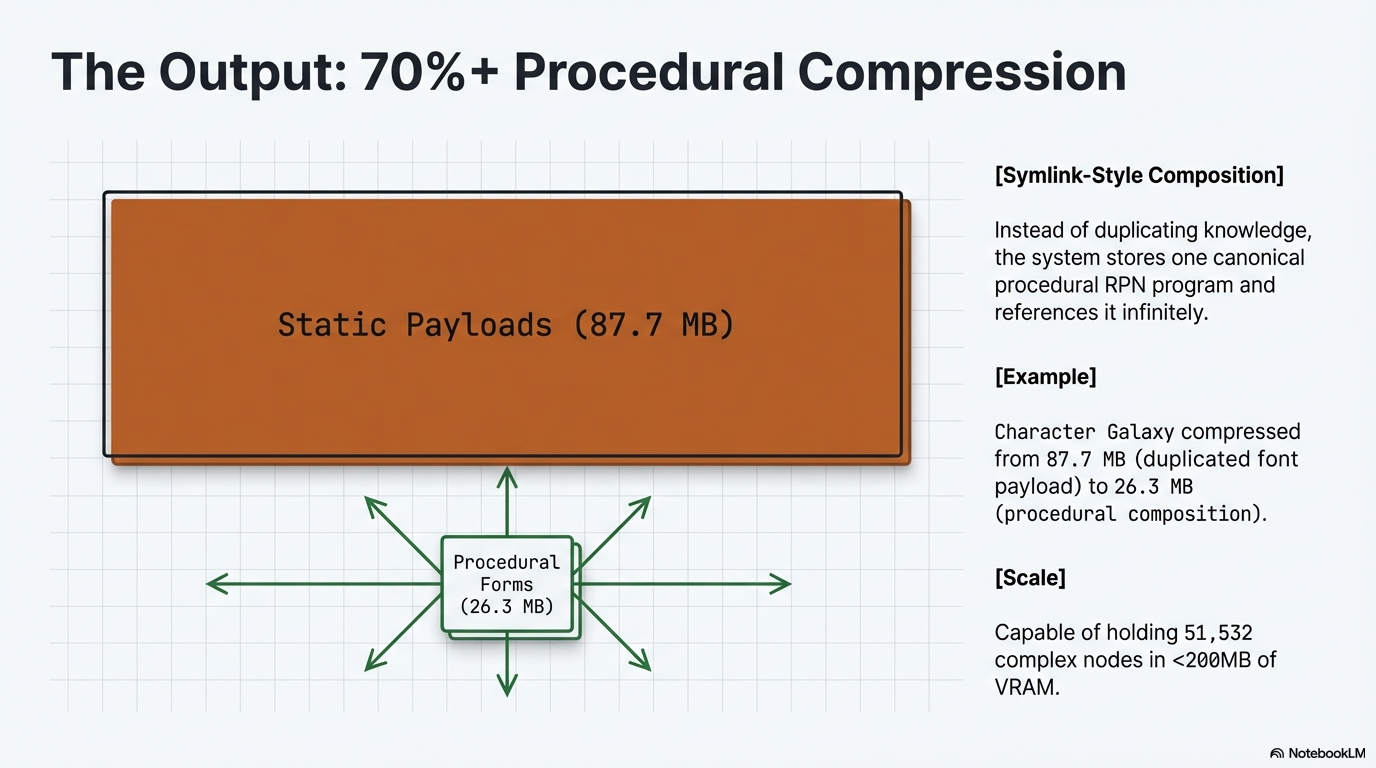 The Output: 70%+ Procedural Compression
Static Payloads (87.7 MB)
Procedural
Forms
(26.3 MB)
[Symlink-Style Composition]
Instead of duplicating knowledge,
the system stores one canonical
procedural RPN program and
references it infinitely.
[Example]
Character Galaxy compressed
from 87.7 MB (duplicated font
payload) to 26.3 MB
(procedural composition).
[Scale]
Capable of holding 51,532
complex nodes in <200MB of
VRAM.
NotebookLM